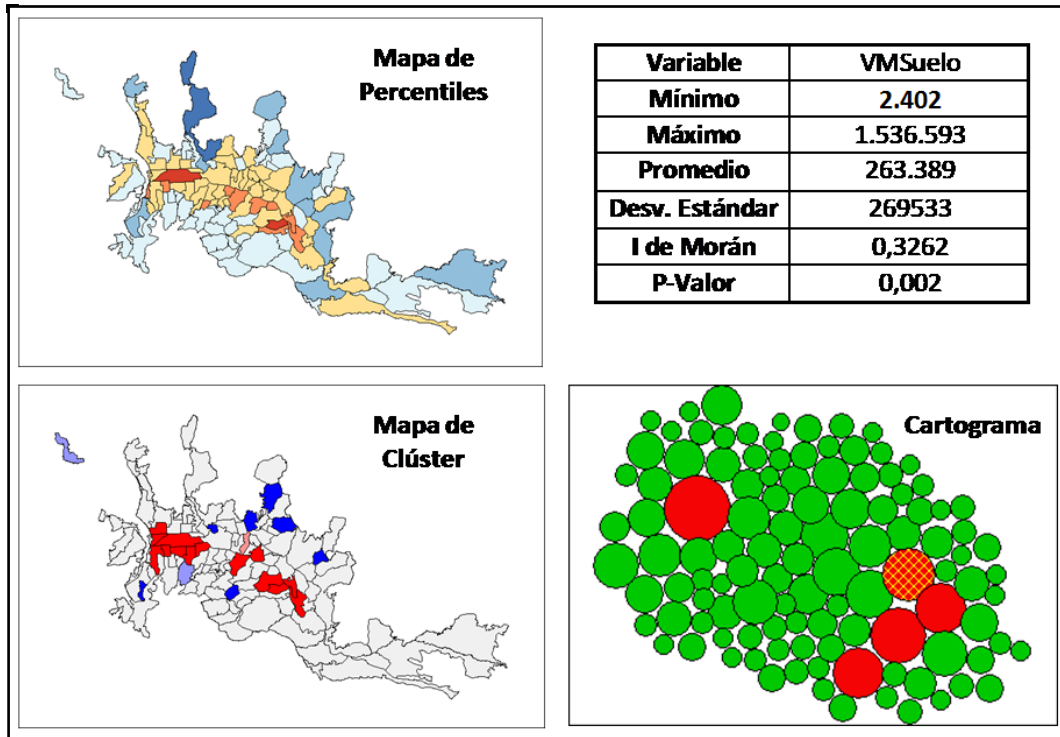 Mapa de
Percentiles
Variable VMSuelo
Mínimo 2.402
Máximo 1.536.593
Promedio 263.389
Desv. Estándar 269533
I de Morán 0,3262
P-Valor 0,002
Mapa de
Clúster
Cartograma